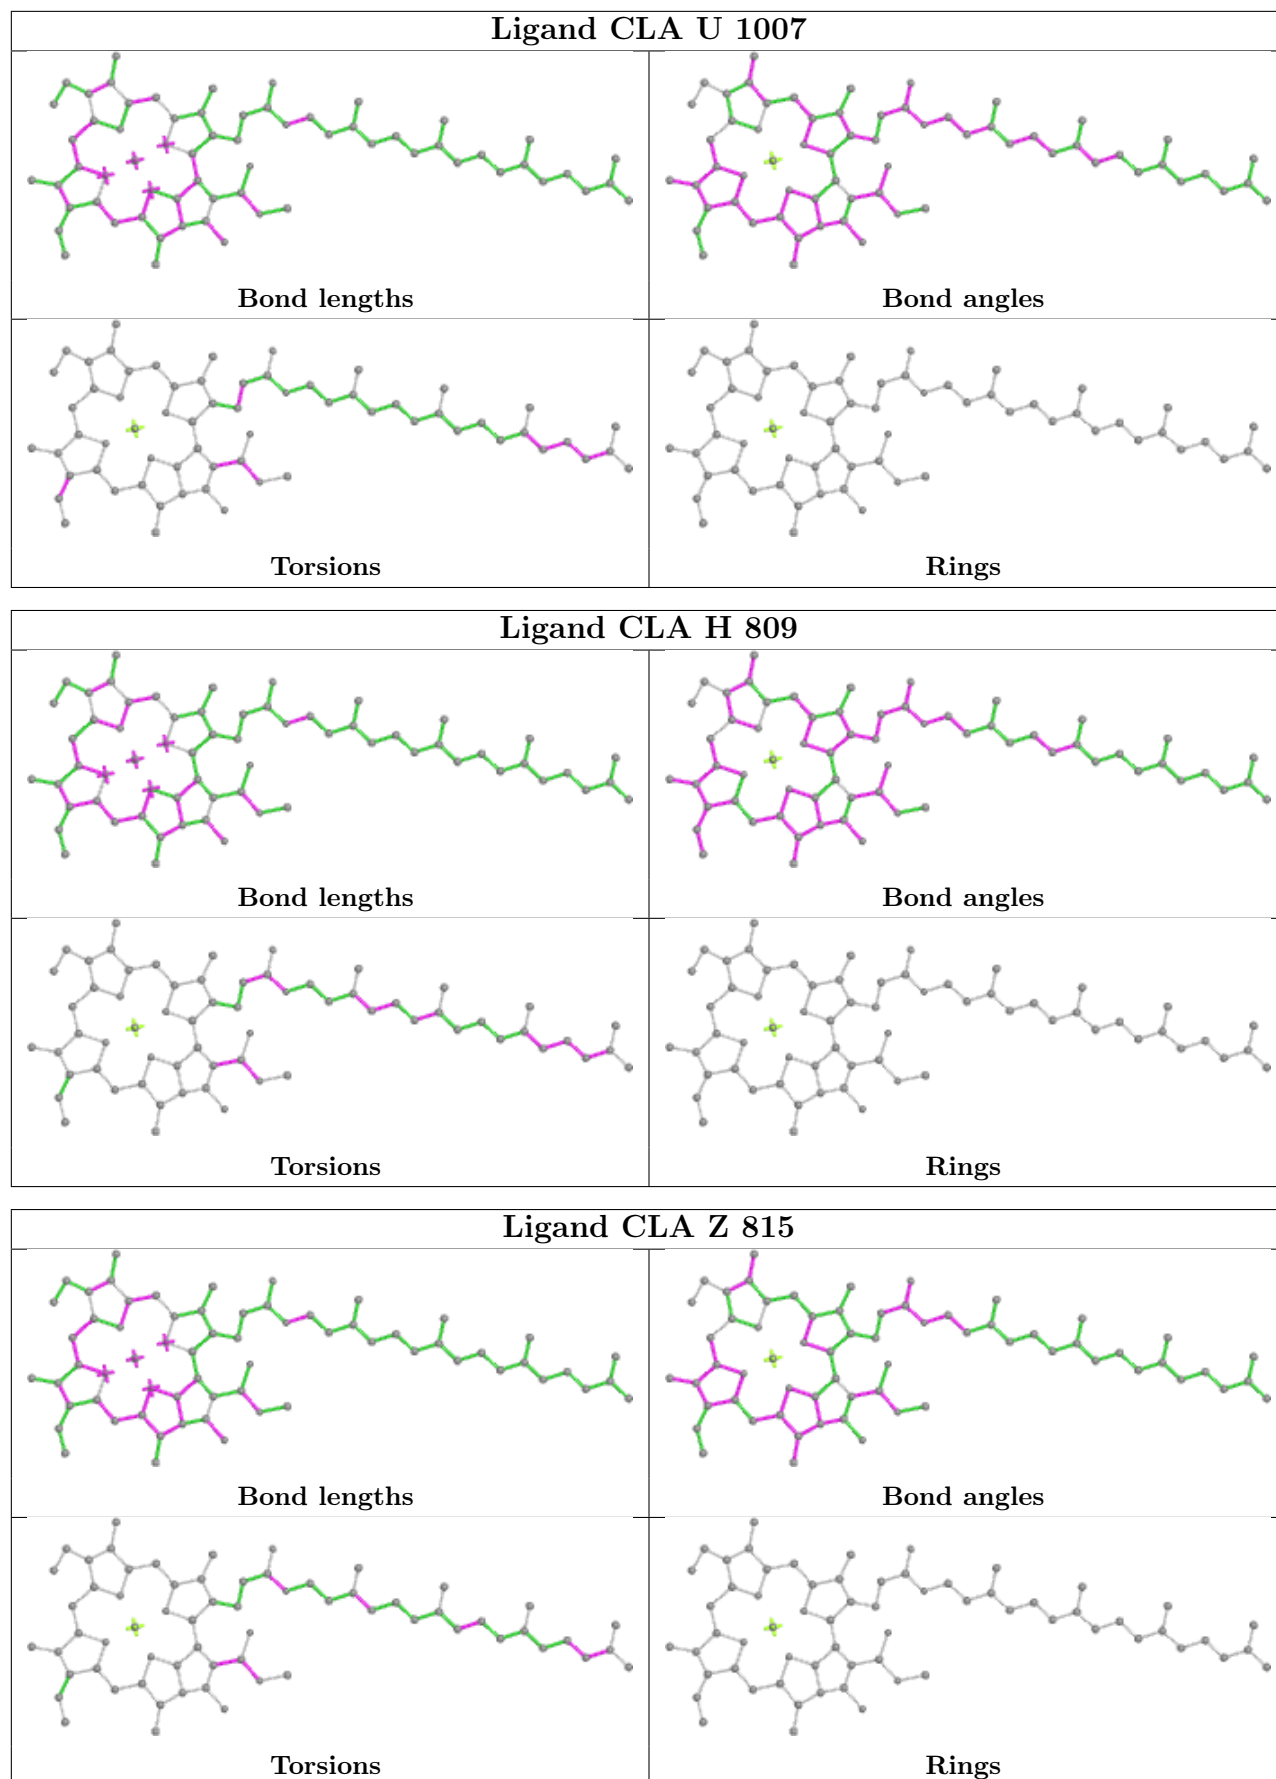 Ligand CLA U 1007
Bond lengths
Bond angles
Torsions
Rings
Ligand CLA H 809
Bond lengths
Bond angles
Torsions
Rings
Ligand CLA Z 815
Bond lengths
Bond angles
Torsions
Rings